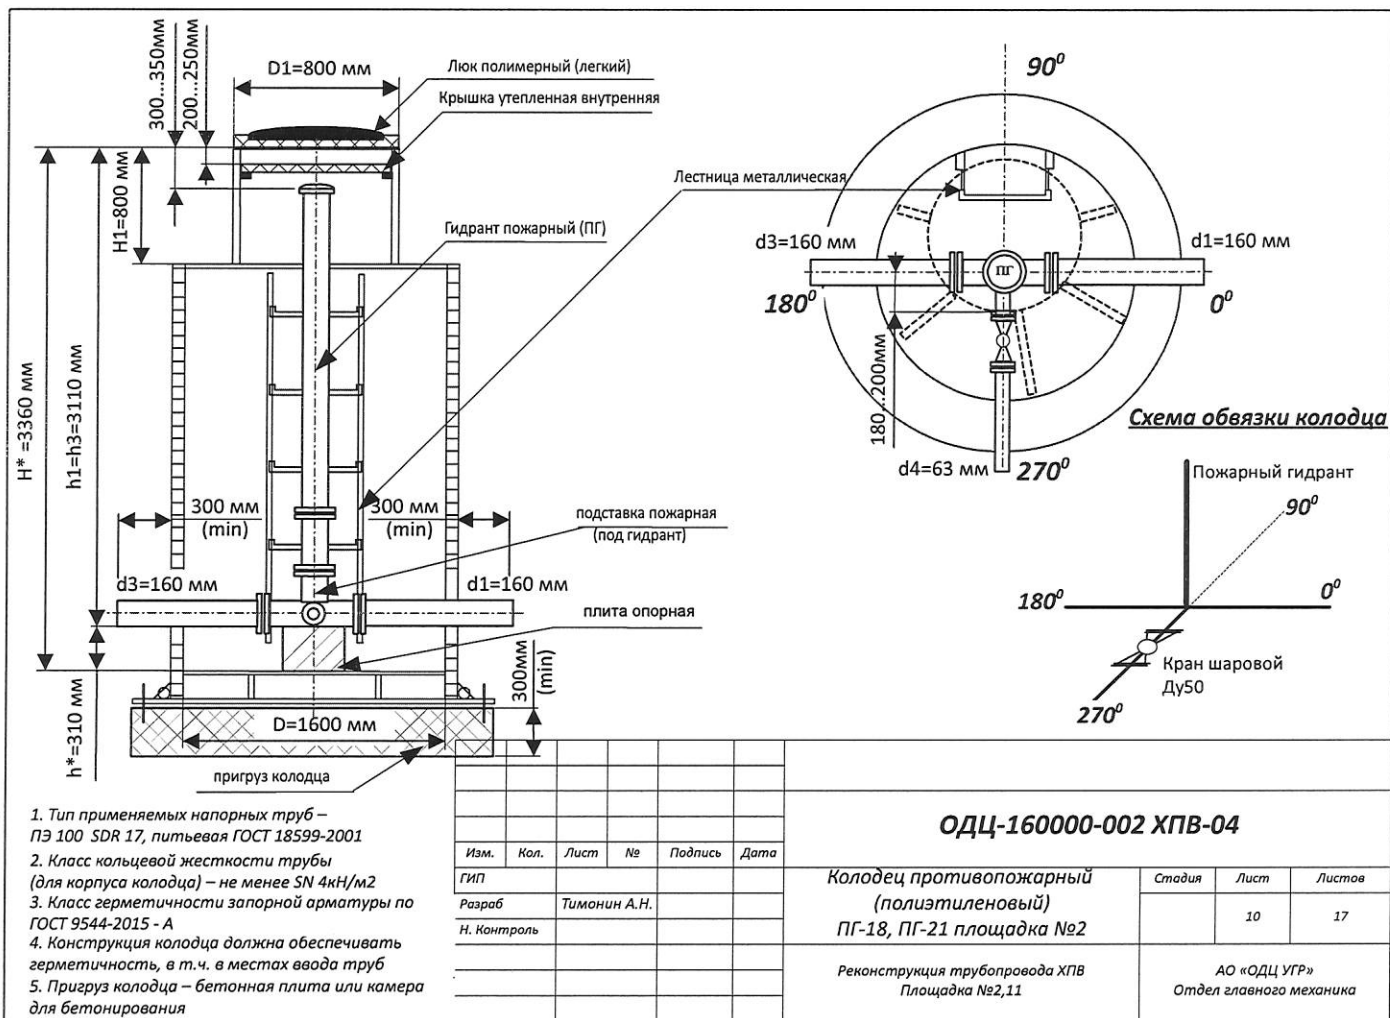 300...350мм
200...250мм
D1=800 мм
Люк полимерный (легкий)
Крышка утепленная внутренняя
Лестница металлическая
Гидрант пожарный (ПГ)
H1=800 мм
H* =3360 мм
h1=h3=3110 мм
300 мм
(min)
300 мм
(min)
подставка пожарная
(под гидрант)
d3=160 мм
d1=160 мм
плита опорная
300мм
(min)
h*=310 мм
D=1600 мм
пригруз колодца
90⁰
d3=160 мм
d1=160 мм
ПГ
180⁰
0⁰
180...200мм
d4=63 мм
270⁰
Схема обвязки колодца
Пожарный гидрант
90⁰
180⁰
0⁰
Кран шаровой
Ду50
270⁰
1. Тип применяемых напорных труб –
ПЭ 100 SDR 17, питьевая ГОСТ 18599-2001
2. Класс кольцевой жесткости трубы
(для корпуса колодца) – не менее SN 4кН/м2
3. Класс герметичности запорной арматуры по
ГОСТ 9544-2015 - А
4. Конструкция колодца должна обеспечивать
герметичность, в т.ч. в местах ввода труб
5. Пригруз колодца – бетонная плита или камера
для бетонирования
ОДЦ-160000-002 ХПВ-04
Изм. Кол. Лист № Подпись Дата
ГИП
Разраб Тимонин А.Н.
Н. Контроль
Колодец противопожарный
(полиэтиленовый)
ПГ-18, ПГ-21 площадка №2
Стадия Лист Листов
10 17
Реконструкция трубопровода ХПВ
Площадка №2,11
АО «ОДЦ УГР»
Отдел главного механика